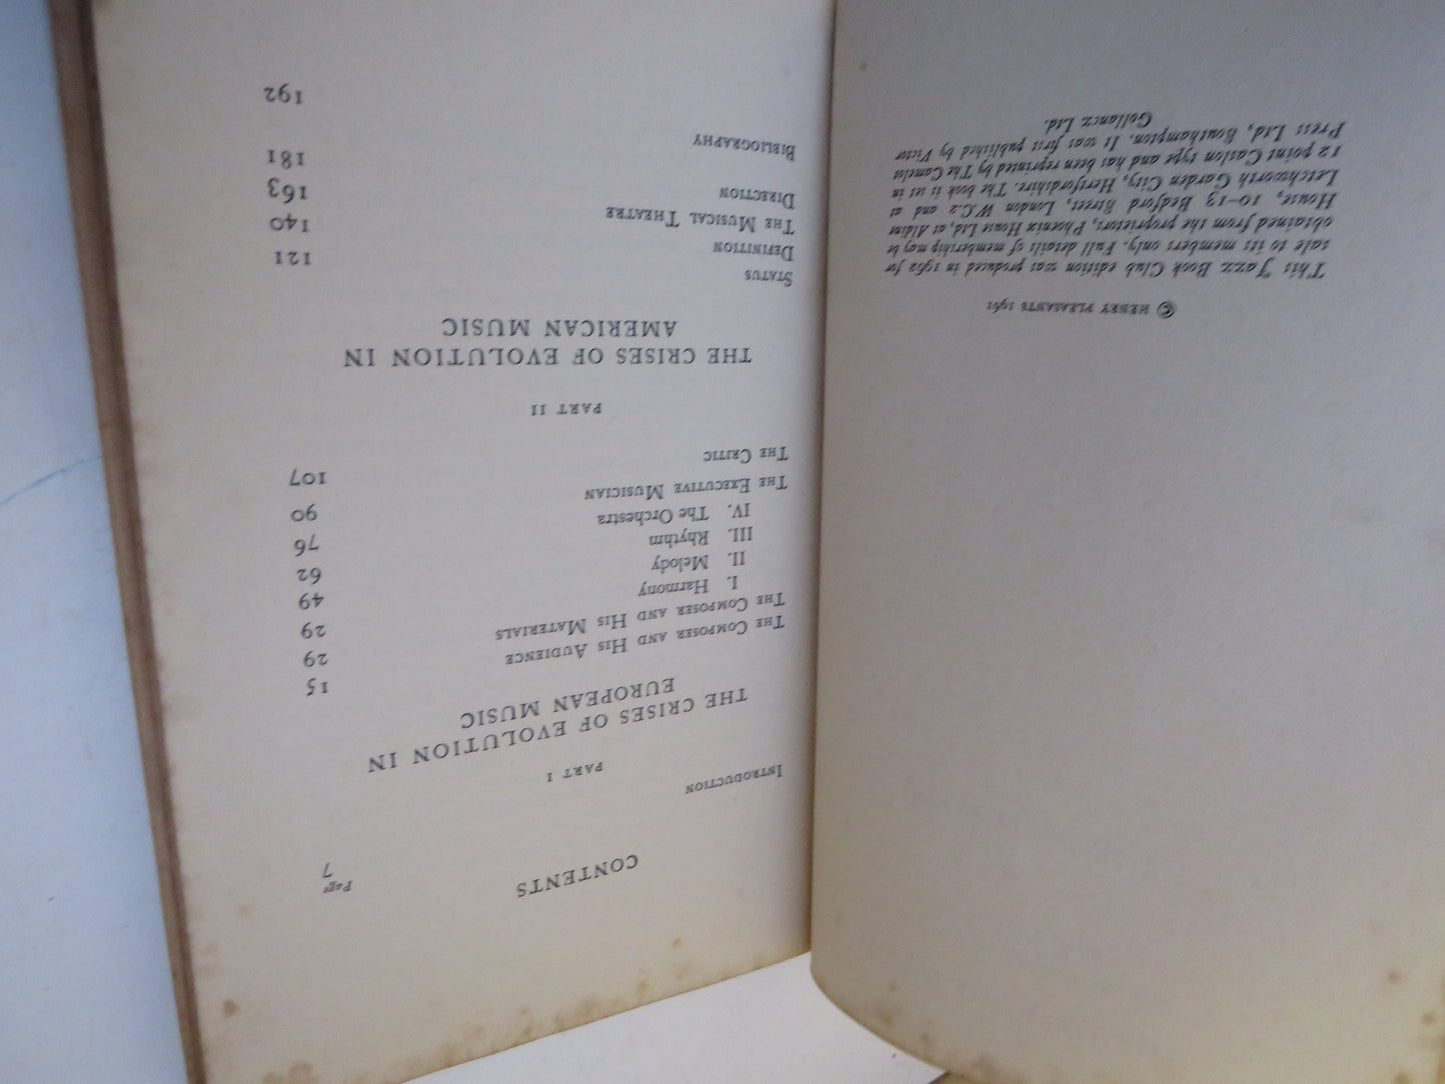 © HENRY PLEASANTS 1961
This Jazz Book Club edition was produced in 1962 for
sale to its members only. Full details of membership may be
obtained from the proprietors, Phoenix House Ltd, at Aldine
House, 10–13 Bedford Street, London W.C.2 and at
Letchworth Garden City, Hertfordshire. The book is set in
12 point Caslon type and has been reprinted by The Camelot
Press Ltd, Southampton. It was first published by Victor
Gollancz Ltd.
CONTENTS
Page
INTRODUCTION 7
PART I
THE CRISES OF EVOLUTION IN
EUROPEAN MUSIC
THE COMPOSER AND HIS AUDIENCE 15
THE COMPOSER AND HIS MATERIALS 29
I. Harmony 29
II. Melody 49
III. Rhythm 62
IV. The Orchestra 76
THE EXECUTIVE MUSICIAN 90
THE CRITIC 107
PART II
THE CRISES OF EVOLUTION IN
AMERICAN MUSIC
STATUS 121
DEFINITION 140
THE MUSICAL THEATRE 163
DIRECTION 181
BIBLIOGRAPHY 192